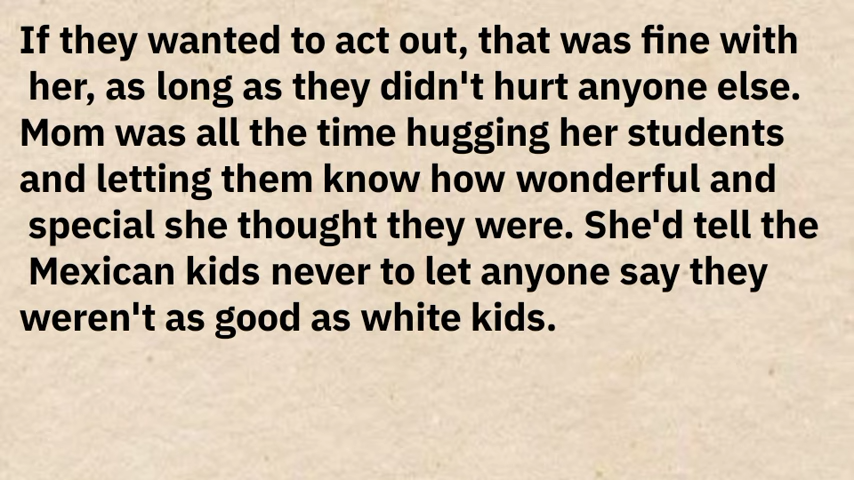 If they wanted to act out, that was fine with
her, as long as they didn't hurt anyone else.
Mom was all the time hugging her students
and letting them know how wonderful and
special she thought they were. She'd tell the
Mexican kids never to let anyone say they
weren't as good as white kids.